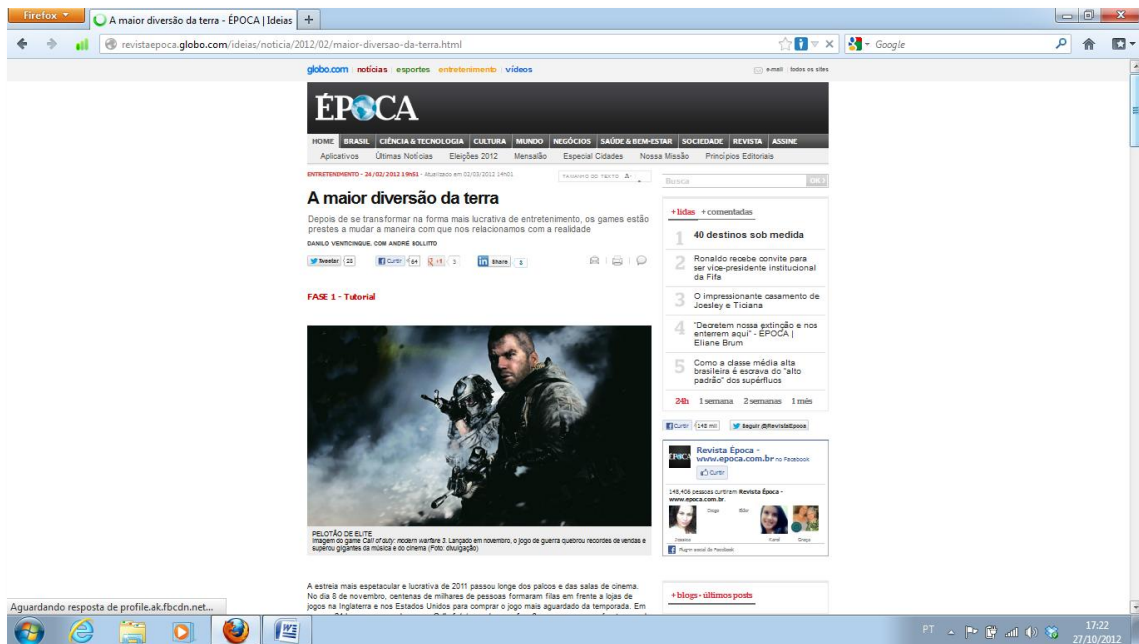 Firefox
A maior diversão da terra - ÉPOCA | Ideias
revistaepoca.globo.com/ideias/noticia/2012/02/maior-diversao-da-terra.html
Google
globo.com notícias esportes entretenimento vídeos
e-mail todos os sites
ÉPOCA
HOME BRASIL CIÊNCIA & TECNOLOGIA CULTURA MUNDO NEGÓCIOS SAÚDE & BEM-ESTAR SOCIEDADE REVISTA ASSINE
Aplicativos Últimas Notícias Eleições 2012 Mensalão Especial Cidades Nossa Missão Princípios Editoriais
ENTRETENIMENTO - 24/02/2012 19h51 - Atualizado em 02/03/2012 14h01
TAMANHO DO TEXTO A-
Busca
OK
A maior diversão da terra
Depois de se transformar na forma mais lucrativa de entretenimento, os games estão
prestes a mudar a maneira com que nos relacionamos com a realidade
DANILO VENTICINQUE, COM ANDRÉ SOLLITTO
Tweetar 23 Curtir 64 +1 3 Share 6
FASE 1 - Tutorial
PELOTÃO DE ELITE
Imagem do game Call of duty: modern warfare 3. Lançado em novembro, o jogo de guerra quebrou recordes de vendas e
superou gigantes da música e do cinema (Foto: divulgação)
A estreia mais espetacular e lucrativa de 2011 passou longe dos palcos e das salas de cinema.
No dia 8 de novembro, centenas de milhares de pessoas formaram filas em frente a lojas de
jogos na Inglaterra e nos Estados Unidos para comprar o jogo mais aguardado da temporada. Em
+lidas +comentadas
1 40 destinos sob medida
2 Ronaldo recebe convite para
ser vice-presidente institucional
da Fifa
3 O impressionante casamento de
Joesley e Ticiana
4 "Decretem nossa extinção e nos
enterrem aqui" - ÉPOCA |
Eliane Brum
5 Como a classe média alta
brasileira é escrava do "alto
padrão" dos supérfluos
24h 1 semana 2 semanas 1 mês
Curtir 148 mil Seguir @RevistaEpoca
ÉPOCA
Revista Época -
www.epoca.com.br no Facebook
Curtir
148,406 pessoas curtiram Revista Época -
www.epoca.com.br.
Plug-in social do Facebook
+blogs - últimos posts
Aguardando resposta de profile.ak.fbcdn.net...
PT
17:22
27/10/2012